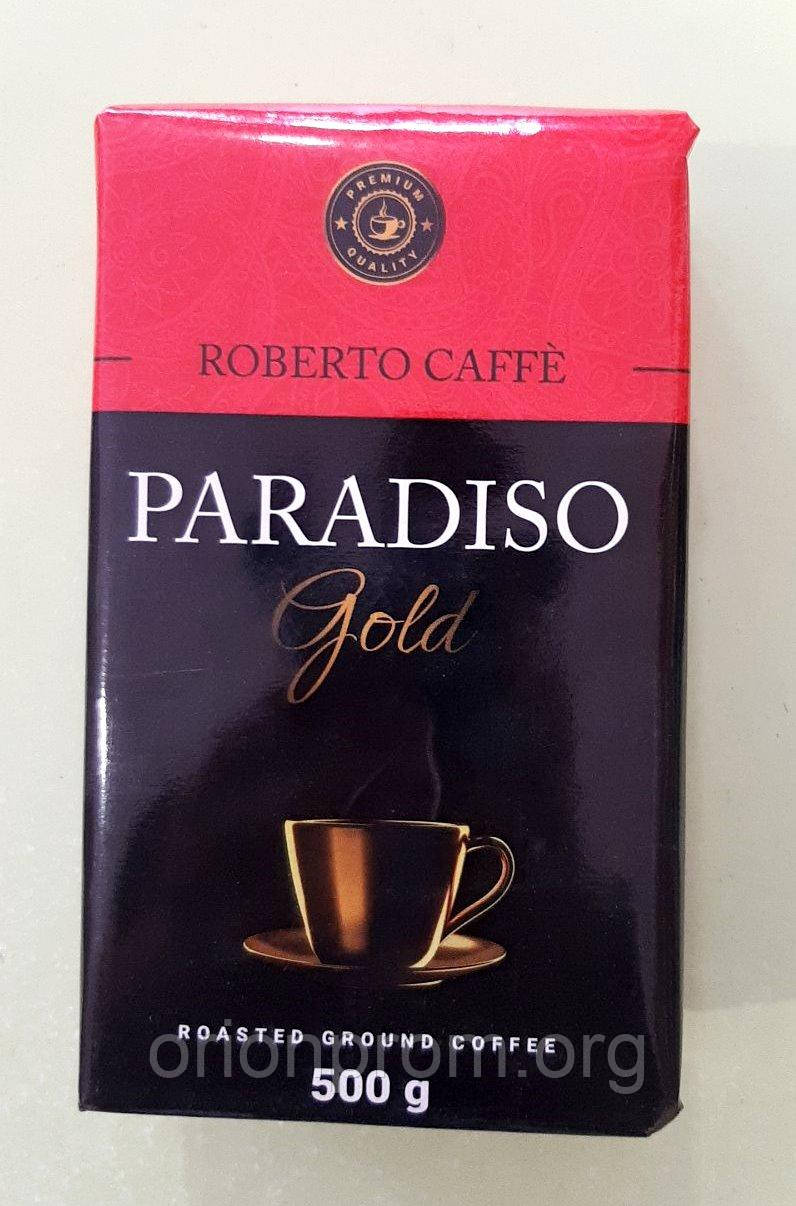 PREMIUM
QUALITY
ROBERTO CAFFÈ
PARADISO
Gold
ROASTED GROUND COFFEE
orionprom.org
500 g